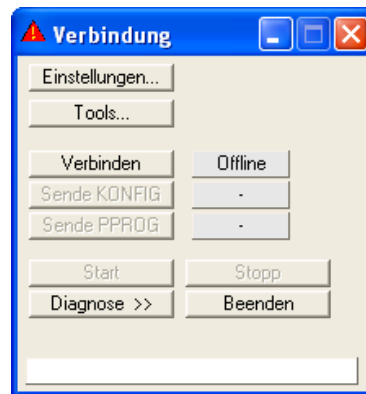 Verbindung
Einstellungen...
Tools...
Verbinden Offline
Sende KONFIG -
Sende PPROG -
Start Stopp
Diagnose >> Beenden